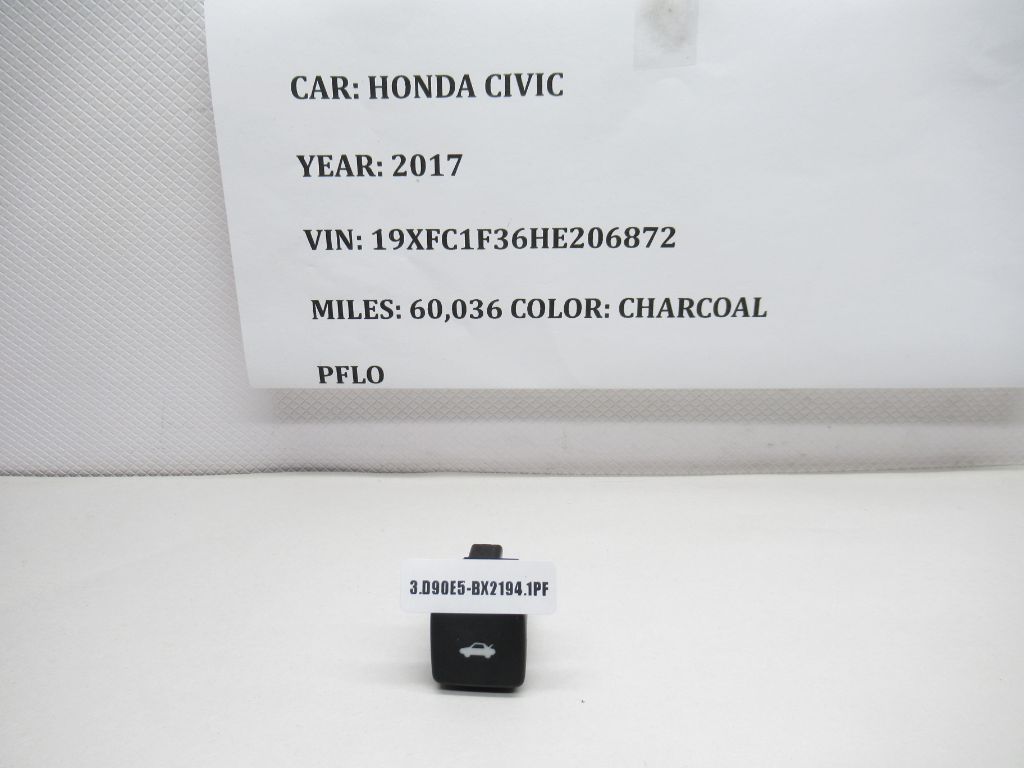 CAR: HONDA CIVIC
YEAR: 2017
VIN: 19XFC1F36HE206872
MILES: 60,036 COLOR: CHARCOAL
PFLO
3.D90E5-BX2194.1PF